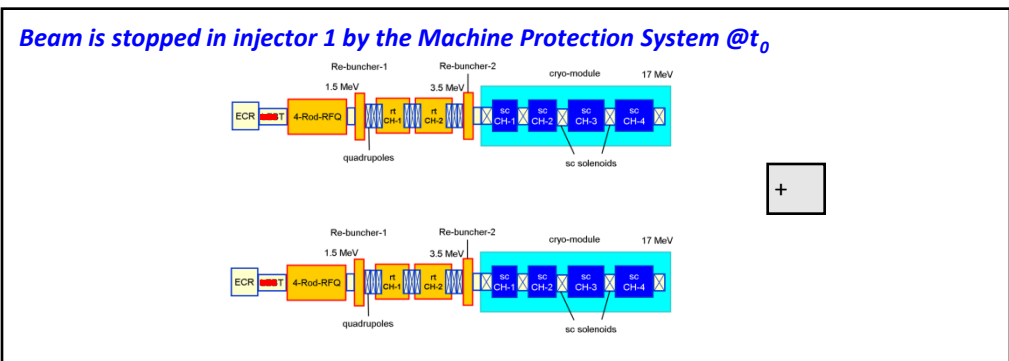 Beam is stopped in injector 1 by the Machine Protection System @t0
Re-buncher-1 Re-buncher-2
1.5 MeV 3.5 MeV cryo-module 17 MeV
ECR 4-Rod-RFQ rt CH-1 rt CH-2 sc CH-1 sc CH-2 sc CH-3 sc CH-4
quadrupoles sc solenoids
+
Re-buncher-1 Re-buncher-2
1.5 MeV 3.5 MeV cryo-module 17 MeV
ECR 4-Rod-RFQ rt CH-1 rt CH-2 sc CH-1 sc CH-2 sc CH-3 sc CH-4
quadrupoles sc solenoids